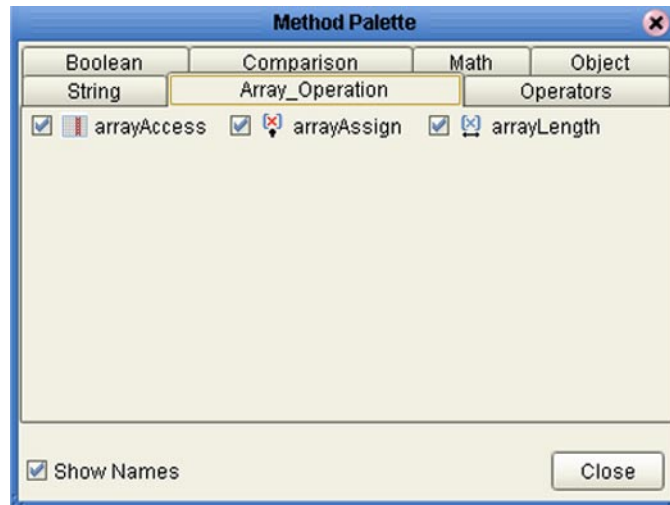 Method Palette
Boolean Comparison Math Object
String Array_Operation Operators
arrayAccess arrayAssign arrayLength
Show Names Close